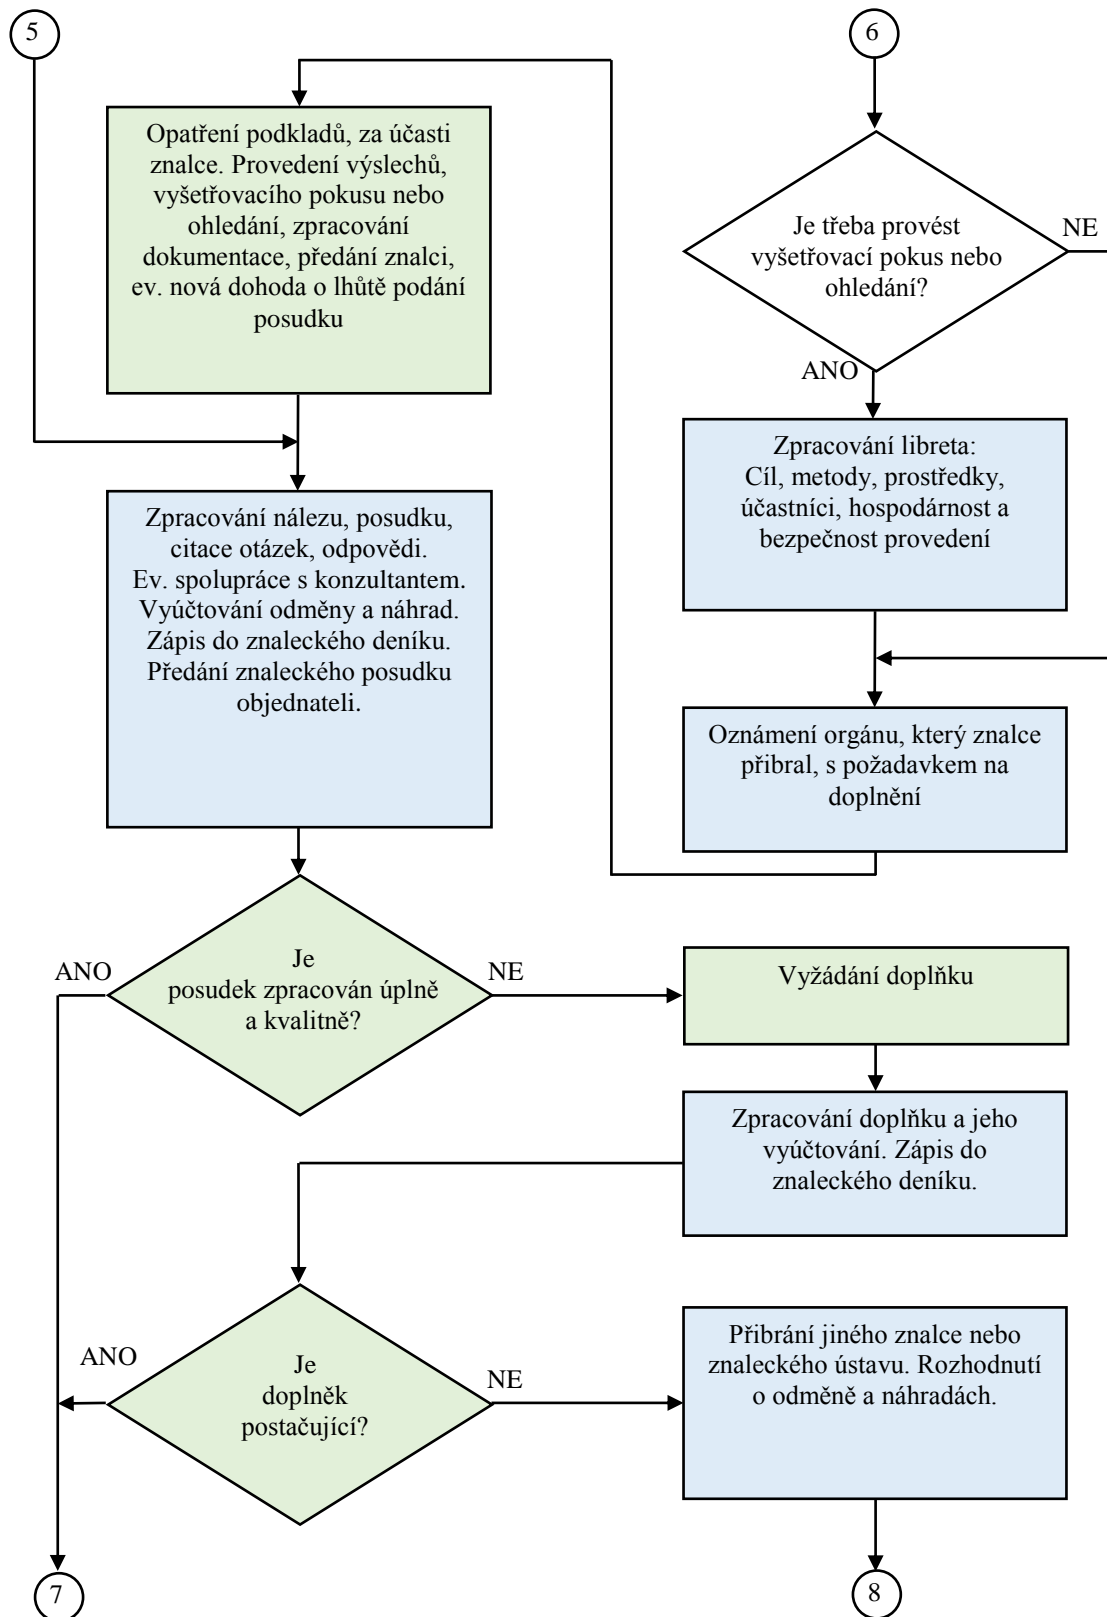 5
6
Opatření podkladů, za účasti
znalce. Provedení výslechů,
vyšetřovacího pokusu nebo
ohledání, zpracování
dokumentace, předání znalci,
ev. nová dohoda o lhůtě podání
posudku
Je třeba provést
vyšetřovací pokus nebo
ohledání?
NE
ANO
Zpracování libreta:
Cíl, metody, prostředky,
účastníci, hospodárnost a
bezpečnost provedení
Zpracování nálezu, posudku,
citace otázek, odpovědi.
Ev. spolupráce s konzultantem.
Vyúčtování odměny a náhrad.
Zápis do znaleckého deníku.
Předání znaleckého posudku
objednateli.
Oznámení orgánu, který znalce
přibral, s požadavkem na
doplnění
ANO
Je
posudek zpracován úplně
a kvalitně?
NE
Vyžádání doplňku
Zpracování doplňku a jeho
vyúčtování. Zápis do
znaleckého deníku.
ANO
Je
doplněk
postačující?
NE
Přibrání jiného znalce nebo
znaleckého ústavu. Rozhodnutí
o odměně a náhradách.
7
8